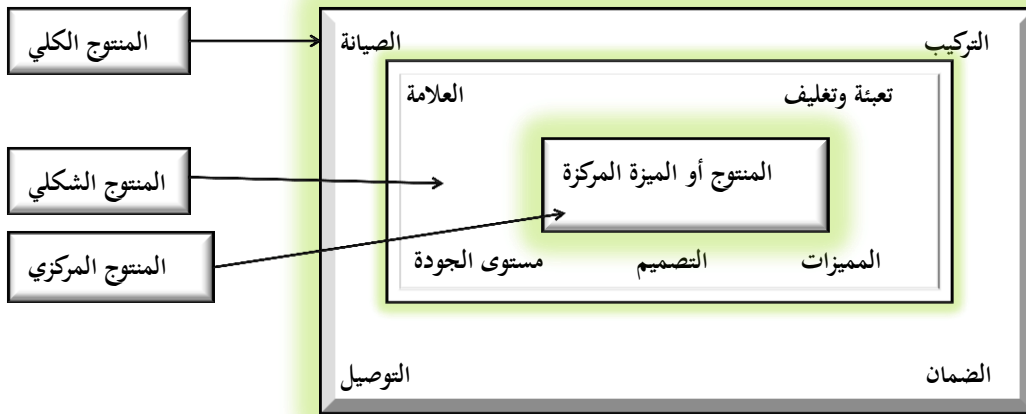 التركيب
الصيانة
المنتوج الكلي
تعبئة وتغليف
العلامة
المنتوج أو الميزة المركزة
المنتوج الشكلي
المميزات
التصميم
مستوى الجودة
المنتوج المركزي
الضمان
التوصيل